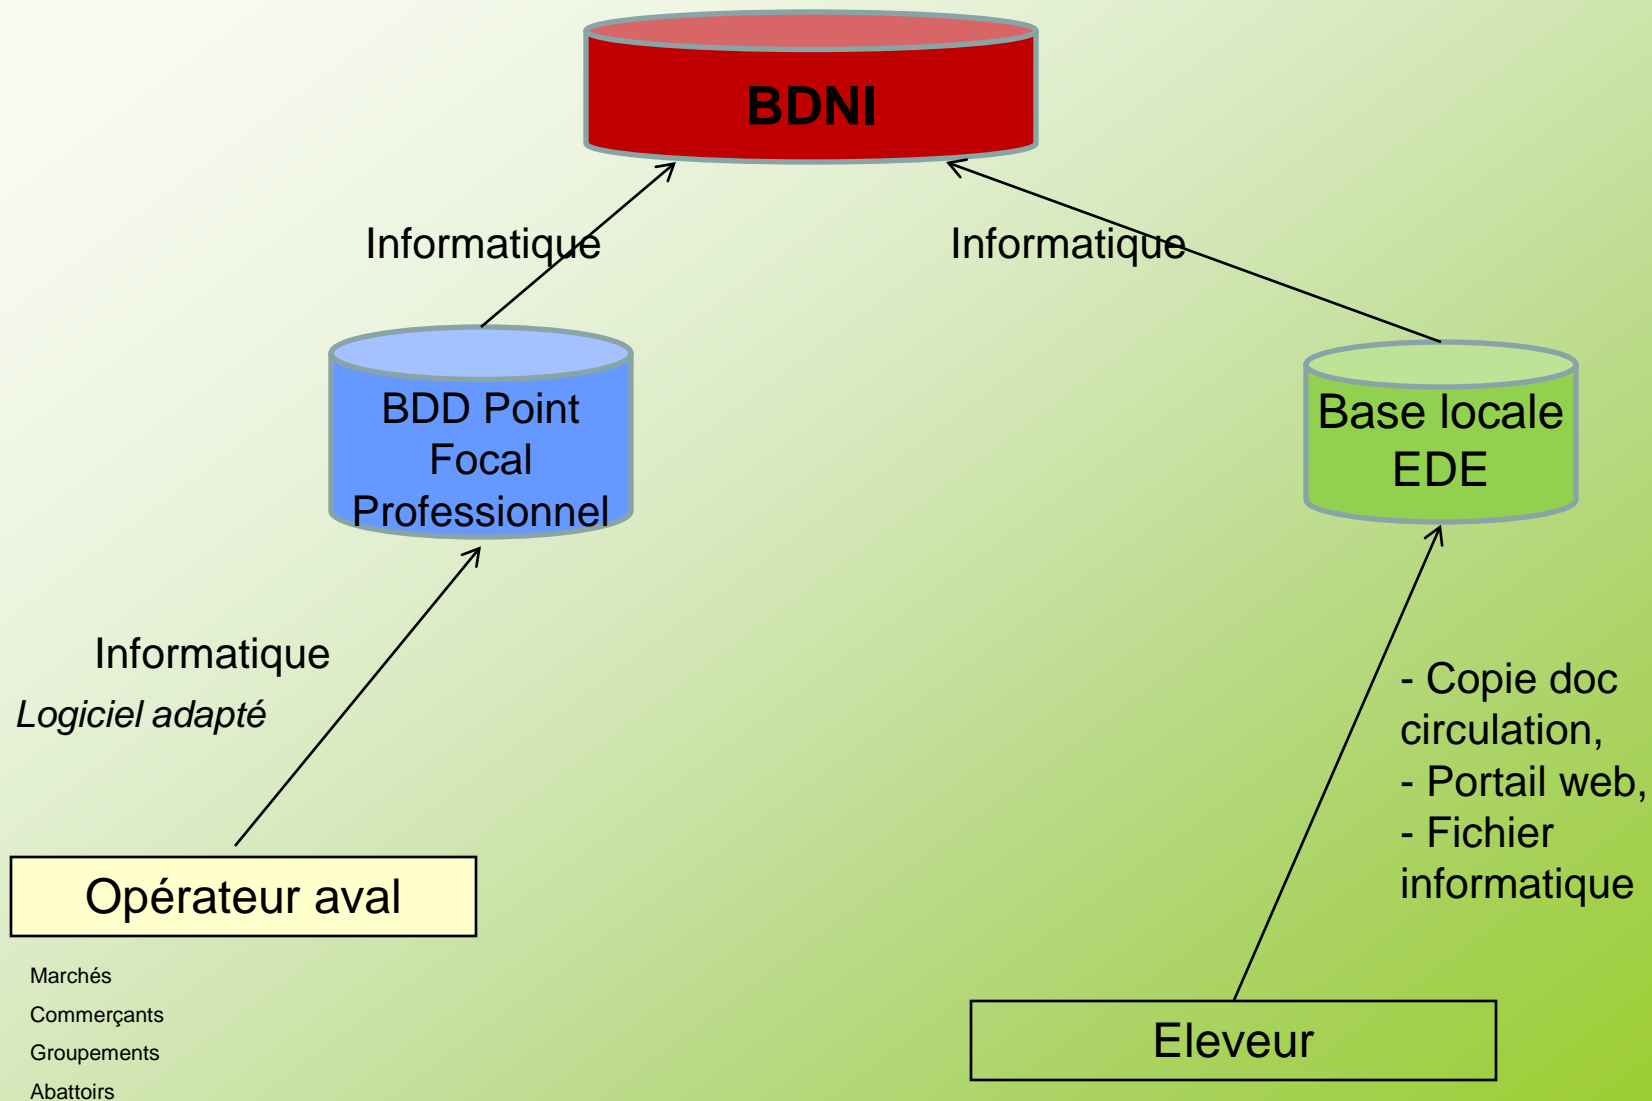 BDNI
Informatique
Informatique
BDD Point
Focal
Professionnel
Base locale
EDE
Informatique
Logiciel adapté
- Copie doc
circulation,
- Portail web,
- Fichier
informatique
Opérateur aval
Marchés
Commerçants
Groupements
Abattoirs
Eleveur